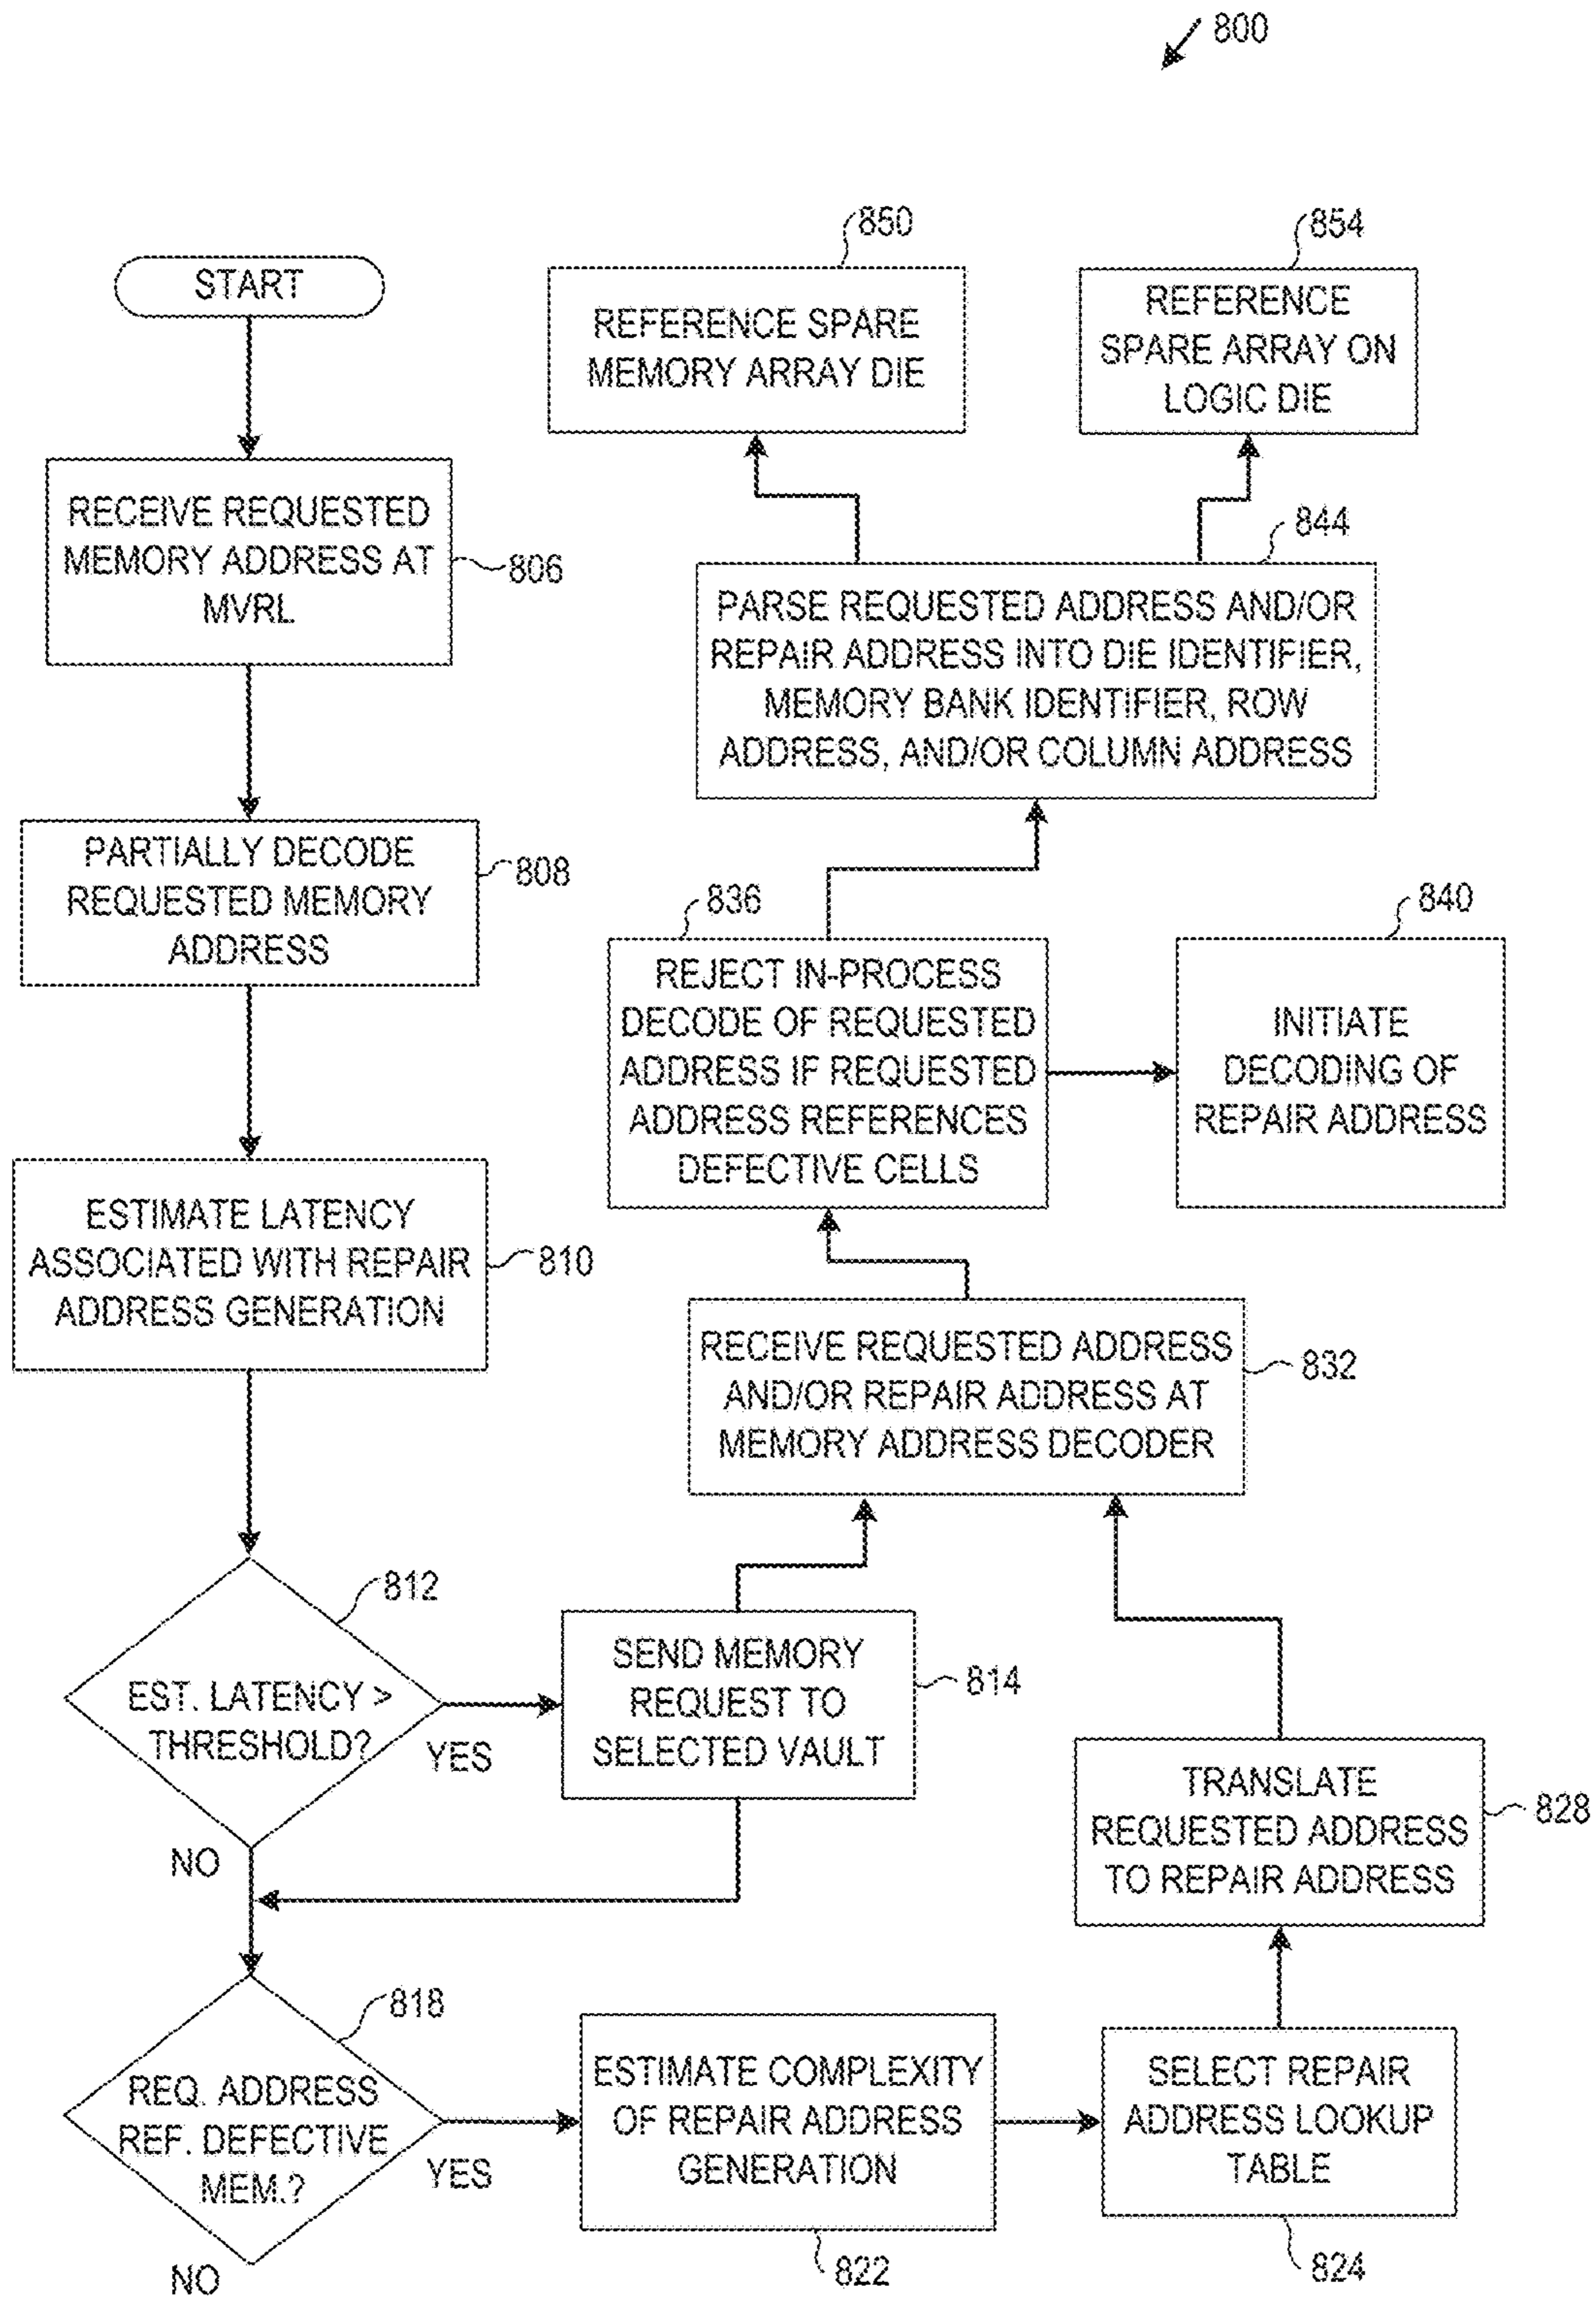 800
START
RECEIVE REQUESTED
MEMORY ADDRESS AT
MVRL
806
PARTIALLY DECODE
REQUESTED MEMORY
ADDRESS
808
ESTIMATE LATENCY
ASSOCIATED WITH REPAIR
ADDRESS GENERATION
810
812
EST. LATENCY >
THRESHOLD?
YES
NO
SEND MEMORY
REQUEST TO
SELECTED VAULT
814
818
REQ. ADDRESS
REF. DEFECTIVE
MEM.?
YES
NO
ESTIMATE COMPLEXITY
OF REPAIR ADDRESS
GENERATION
822
SELECT REPAIR
ADDRESS LOOKUP
TABLE
824
TRANSLATE
REQUESTED ADDRESS
TO REPAIR ADDRESS
828
RECEIVE REQUESTED ADDRESS
AND/OR REPAIR ADDRESS AT
MEMORY ADDRESS DECODER
832
836
REJECT IN-PROCESS
DECODE OF REQUESTED
ADDRESS IF REQUESTED
ADDRESS REFERENCES
DEFECTIVE CELLS
840
INITIATE
DECODING OF
REPAIR ADDRESS
844
PARSE REQUESTED ADDRESS AND/OR
REPAIR ADDRESS INTO DIE IDENTIFIER,
MEMORY BANK IDENTIFIER, ROW
ADDRESS, AND/OR COLUMN ADDRESS
850
REFERENCE SPARE
MEMORY ARRAY DIE
854
REFERENCE
SPARE ARRAY ON
LOGIC DIE